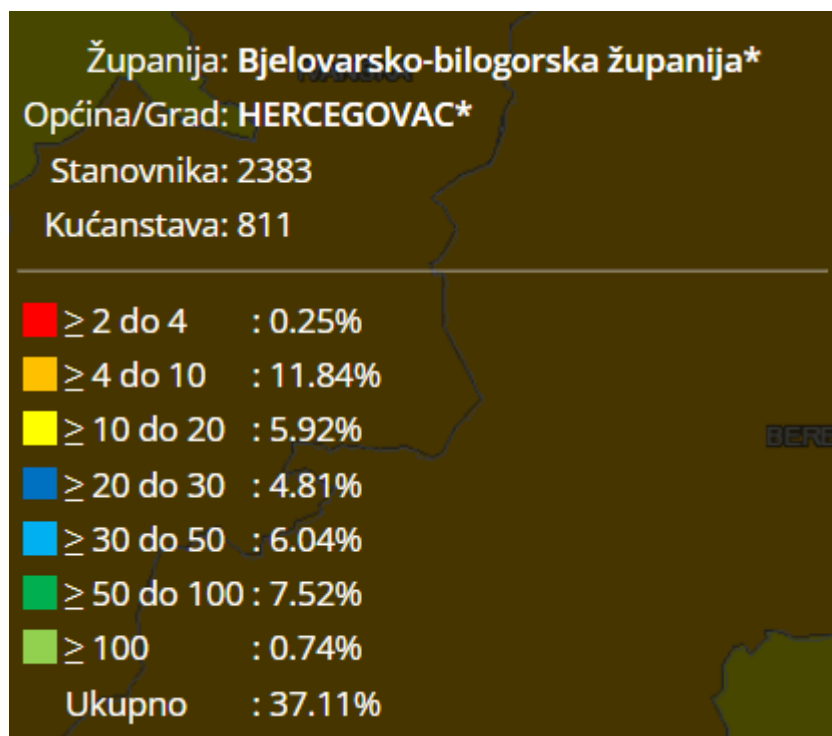 Županija: Bjelovarsko-bilogorska županija*
Općina/Grad: HERCEGOVAC*
Stanovnika: 2383
Kućanstava: 811
≥ 2 do 4 : 0.25%
≥ 4 do 10 : 11.84%
≥ 10 do 20 : 5.92%
≥ 20 do 30 : 4.81%
≥ 30 do 50 : 6.04%
≥ 50 do 100 : 7.52%
≥ 100 : 0.74%
Ukupno : 37.11%